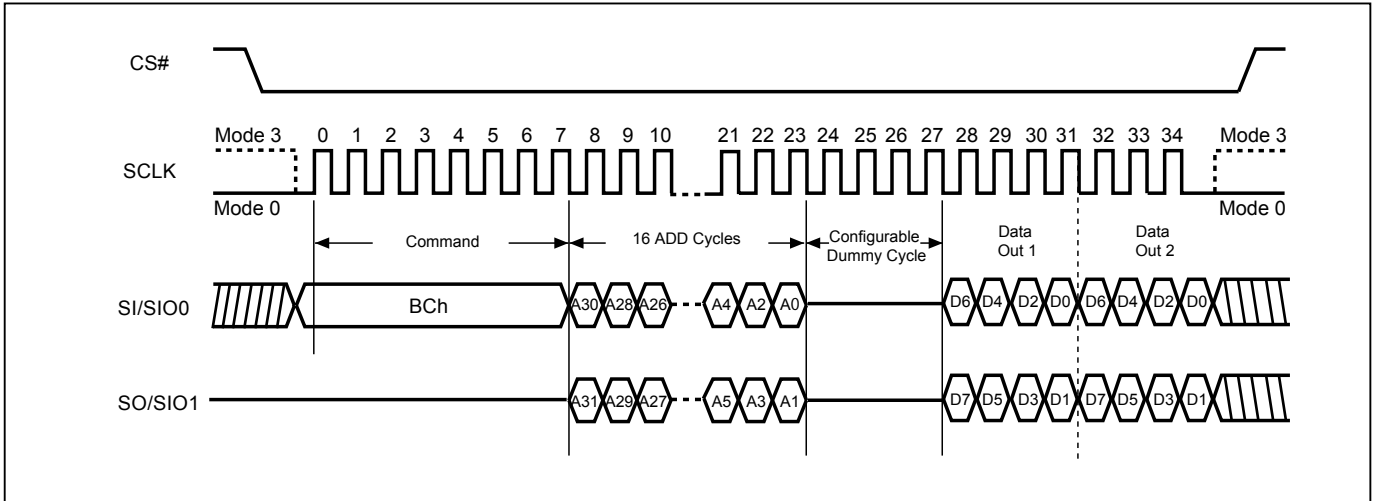 CS#
Mode 3 0 1 2 3 4 5 6 7 8 9 10 21 22 23 24 25 26 27 28 29 30 31 32 33 34 Mode 3
SCLK
Mode 0 Mode 0
Command 16 ADD Cycles Configurable Dummy Cycle Data Out 1 Data Out 2
SI/SIO0 BCh A30 A28 A26 A4 A2 A0 D6 D4 D2 D0 D6 D4 D2 D0
SO/SIO1 A31 A29 A27 A5 A3 A1 D7 D5 D3 D1 D7 D5 D3 D1